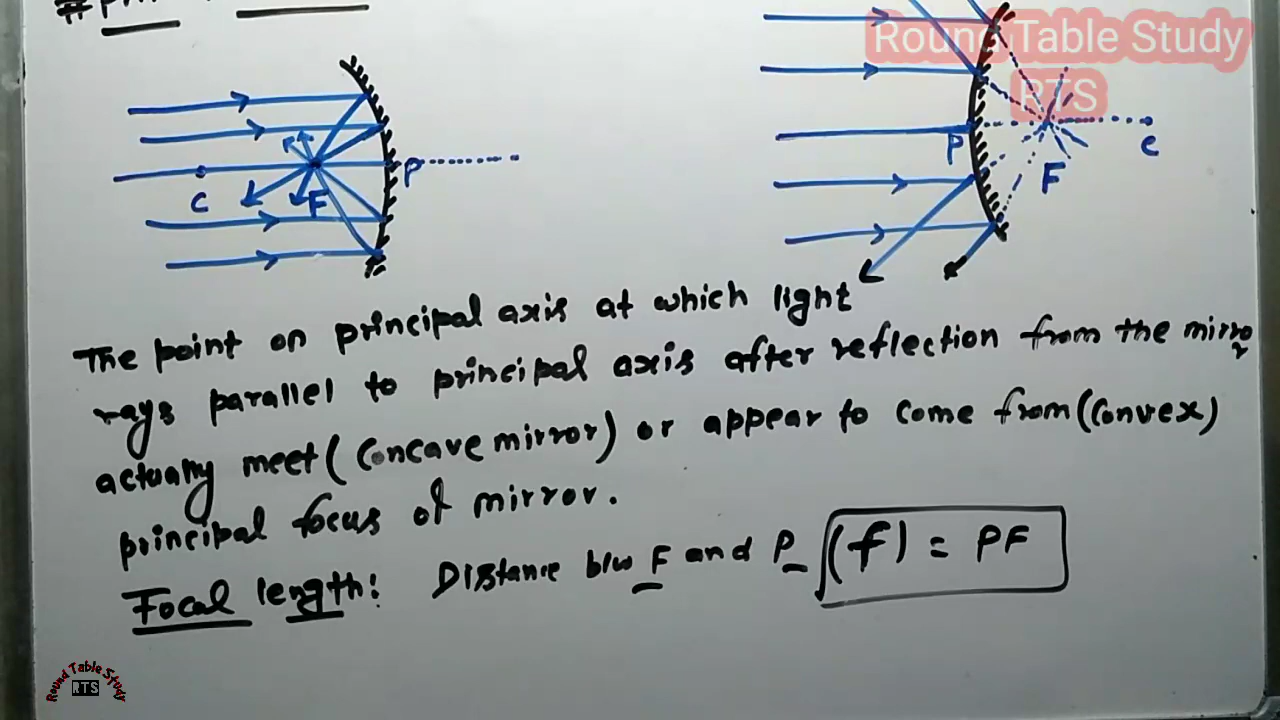 Round Table Study
RTS
P
C
F
P
F
C
The point on principal axis at which light
rays parallel to principal axis after reflection from the mirror
actually meet (Concave mirror) or appear to come from (Convex)
principal focus of mirror.
Focal length: Distance b/w F and P (f) = PF
Round Table Study
RTS